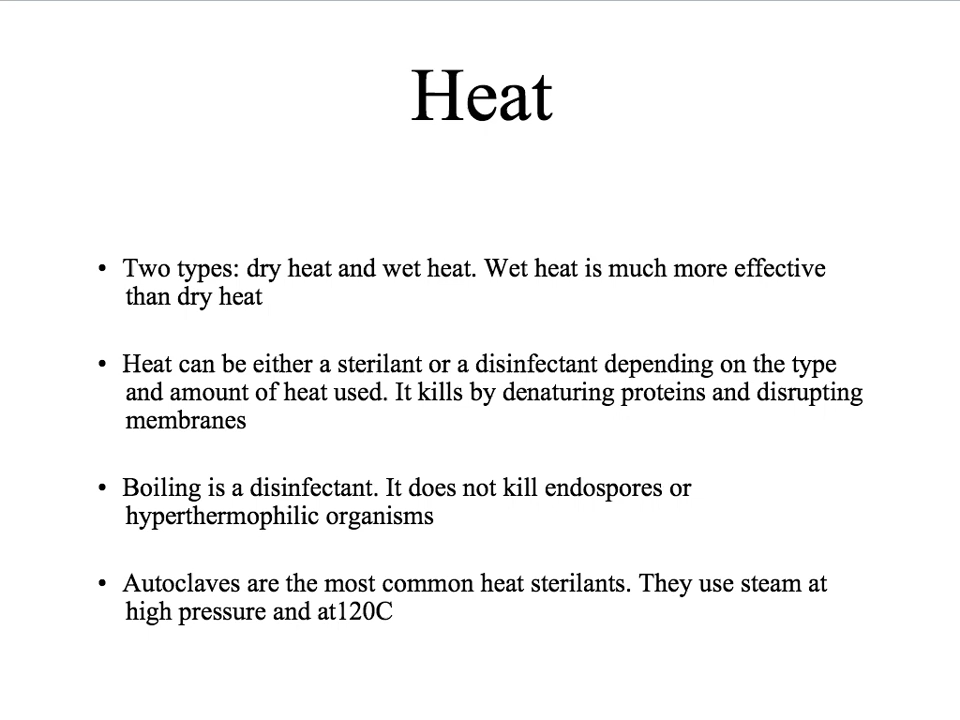 Heat
• Two types: dry heat and wet heat. Wet heat is much more effective
than dry heat
• Heat can be either a sterilant or a disinfectant depending on the type
and amount of heat used. It kills by denaturing proteins and disrupting
membranes
• Boiling is a disinfectant. It does not kill endospores or
hyperthermophilic organisms
• Autoclaves are the most common heat sterilants. They use steam at
high pressure and at120C